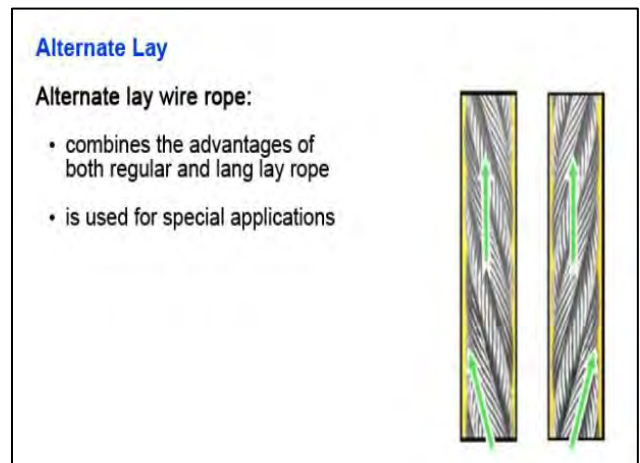 Alternate Lay
Alternate lay wire rope:
• combines the advantages of
both regular and lang lay rope
• is used for special applications